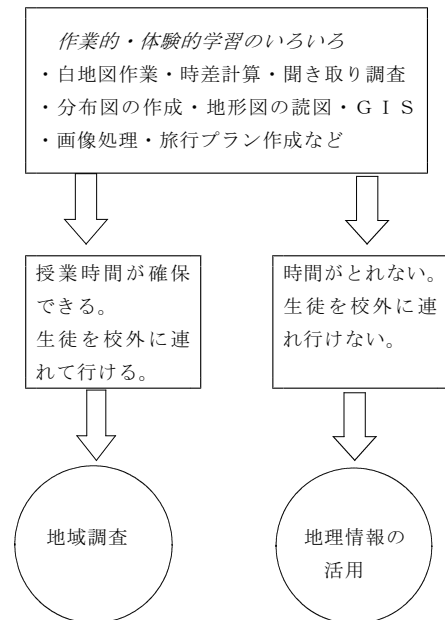 作業的・体験的学習のいろいろ
・白地図作業・時差計算・聞き取り調査
・分布図の作成・地形図の読図・ＧＩＳ
・画像処理・旅行プラン作成など
授業時間が確保
できる。
生徒を校外に連
れて行ける。
時間がとれない。
生徒を校外に連
れ行けない。
地域調査
地理情報の
活用